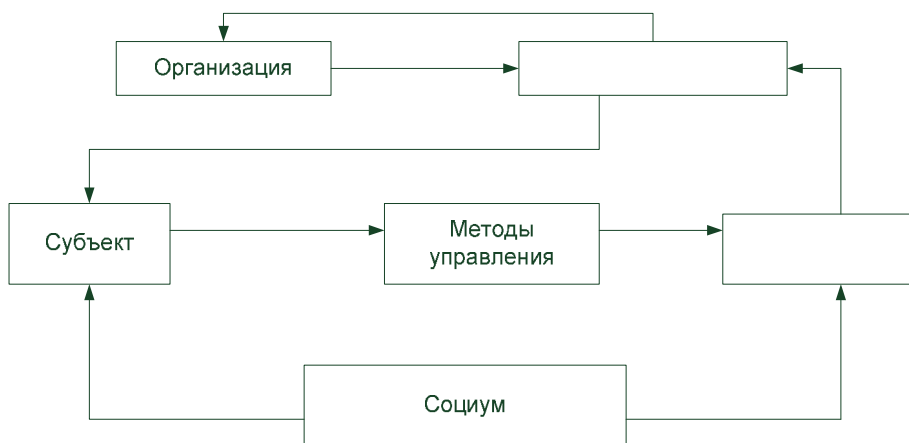 Организация
Субъект
Методы
управления
Социум